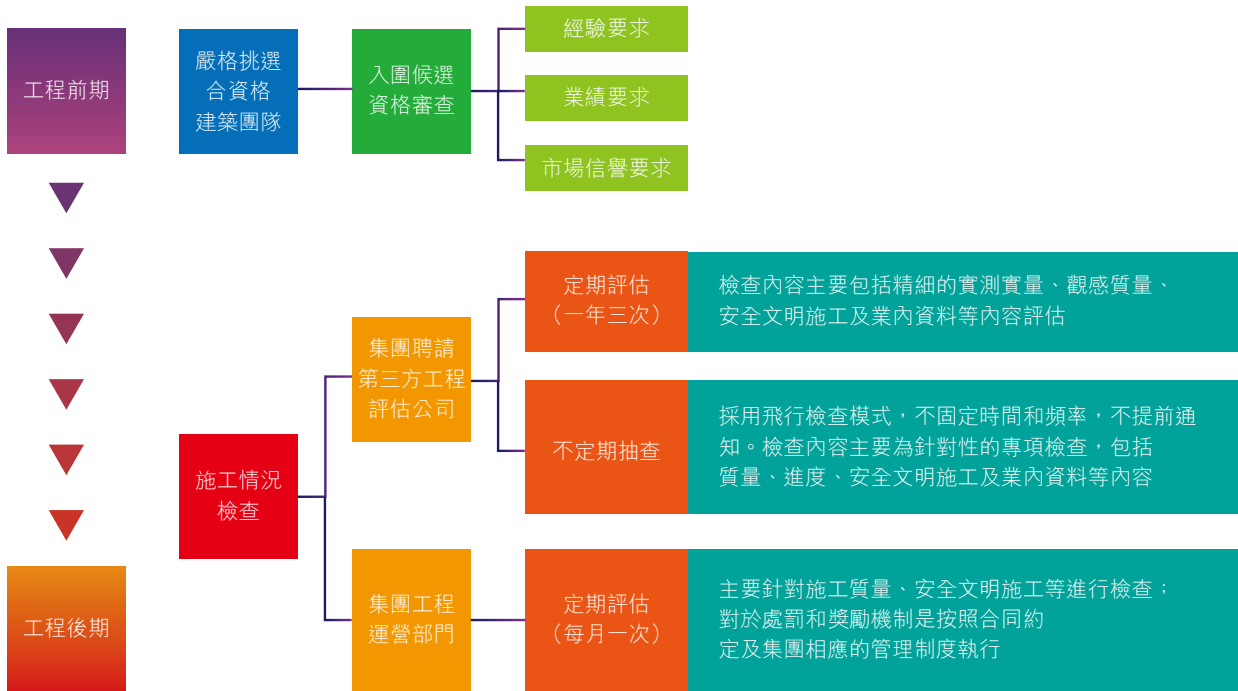 工程前期
嚴格挑選
合資格
建築團隊
入圍候選
資格審查
經驗要求
業績要求
市場信譽要求
施工情況
檢查
集團聘請
第三方工程
評估公司
定期評估
（一年三次）
檢查內容主要包括精細的實測實量、觀感質量、
安全文明施工及業內資料等內容評估
不定期抽查
採用飛行檢查模式，不固定時間和頻率，不提前通
知。檢查內容主要為針對性的專項檢查，包括
質量、進度、安全文明施工及業內資料等內容
工程後期
集團工程
運營部門
定期評估
（每月一次）
主要針對施工質量、安全文明施工等進行檢查；
對於處罰和獎勵機制是按照合同約
定及集團相應的管理制度執行